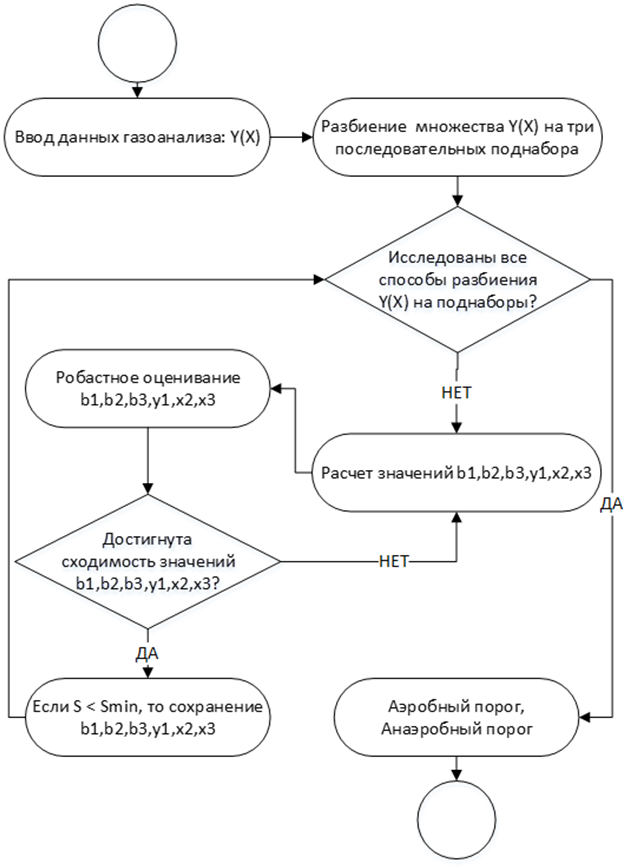 Ввод данных газоанализа: Y(X)
Разбиение множества Y(X) на три
последовательных поднабора
Исследованы все
способы разбиения
Y(X) на поднаборы?
НЕТ
Робастное оценивание
b1,b2,b3,y1,x2,x3
Расчет значений b1,b2,b3,y1,x2,x3
ДА
Достигнута
сходимость значений
b1,b2,b3,y1,x2,x3?
НЕТ
ДА
Если S < Smin, то сохранение
b1,b2,b3,y1,x2,x3
Аэробный порог,
Анаэробный порог